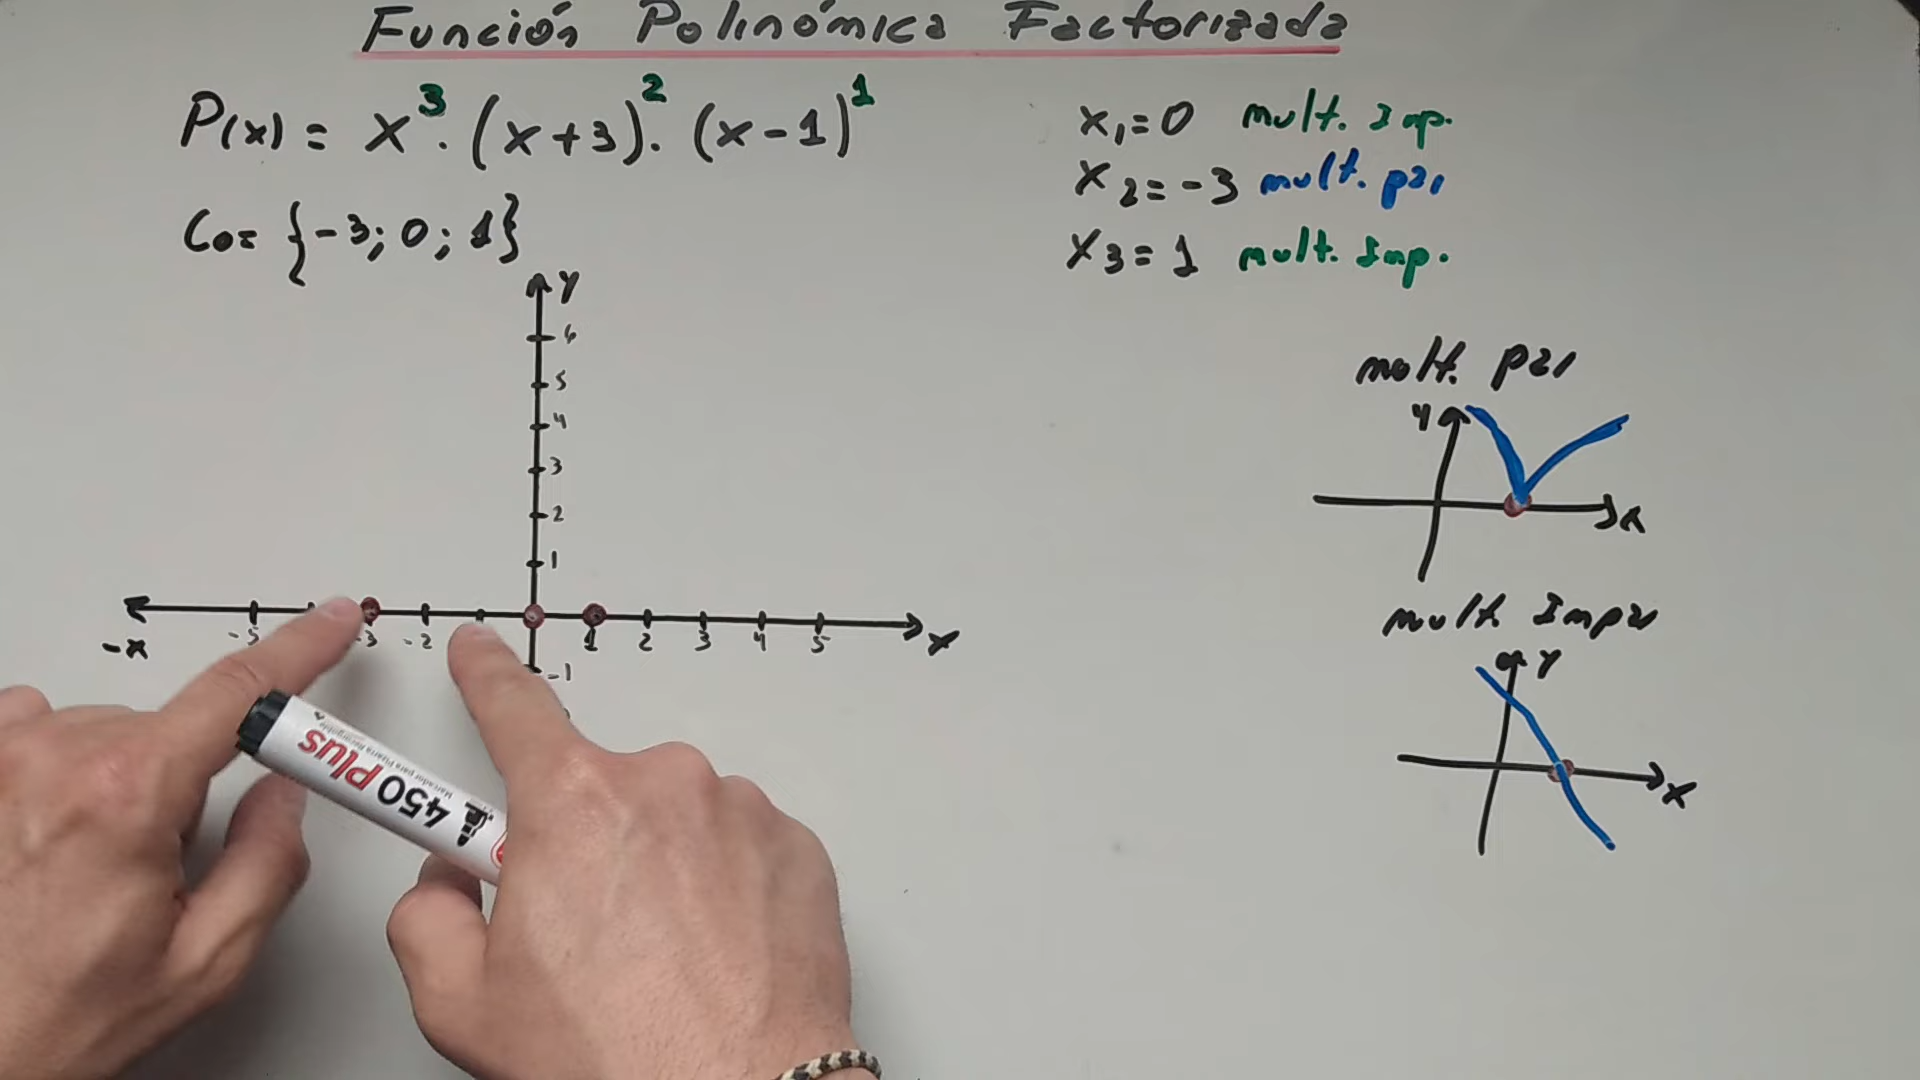 Función Polinómica Factorizada
P(x) = x³ · (x+3)² · (x-1)¹
C₀= {-3; 0; 1}
x₁=0 mult. Imp.
x₂=-3 mult. par
x₃=1 mult. Imp.
mult. par
y
x
mult. Impar
y
x
y
6
5
4
3
2
1
-x -5 -3 -2 1 2 3 4 5 x
-1
450 Plus